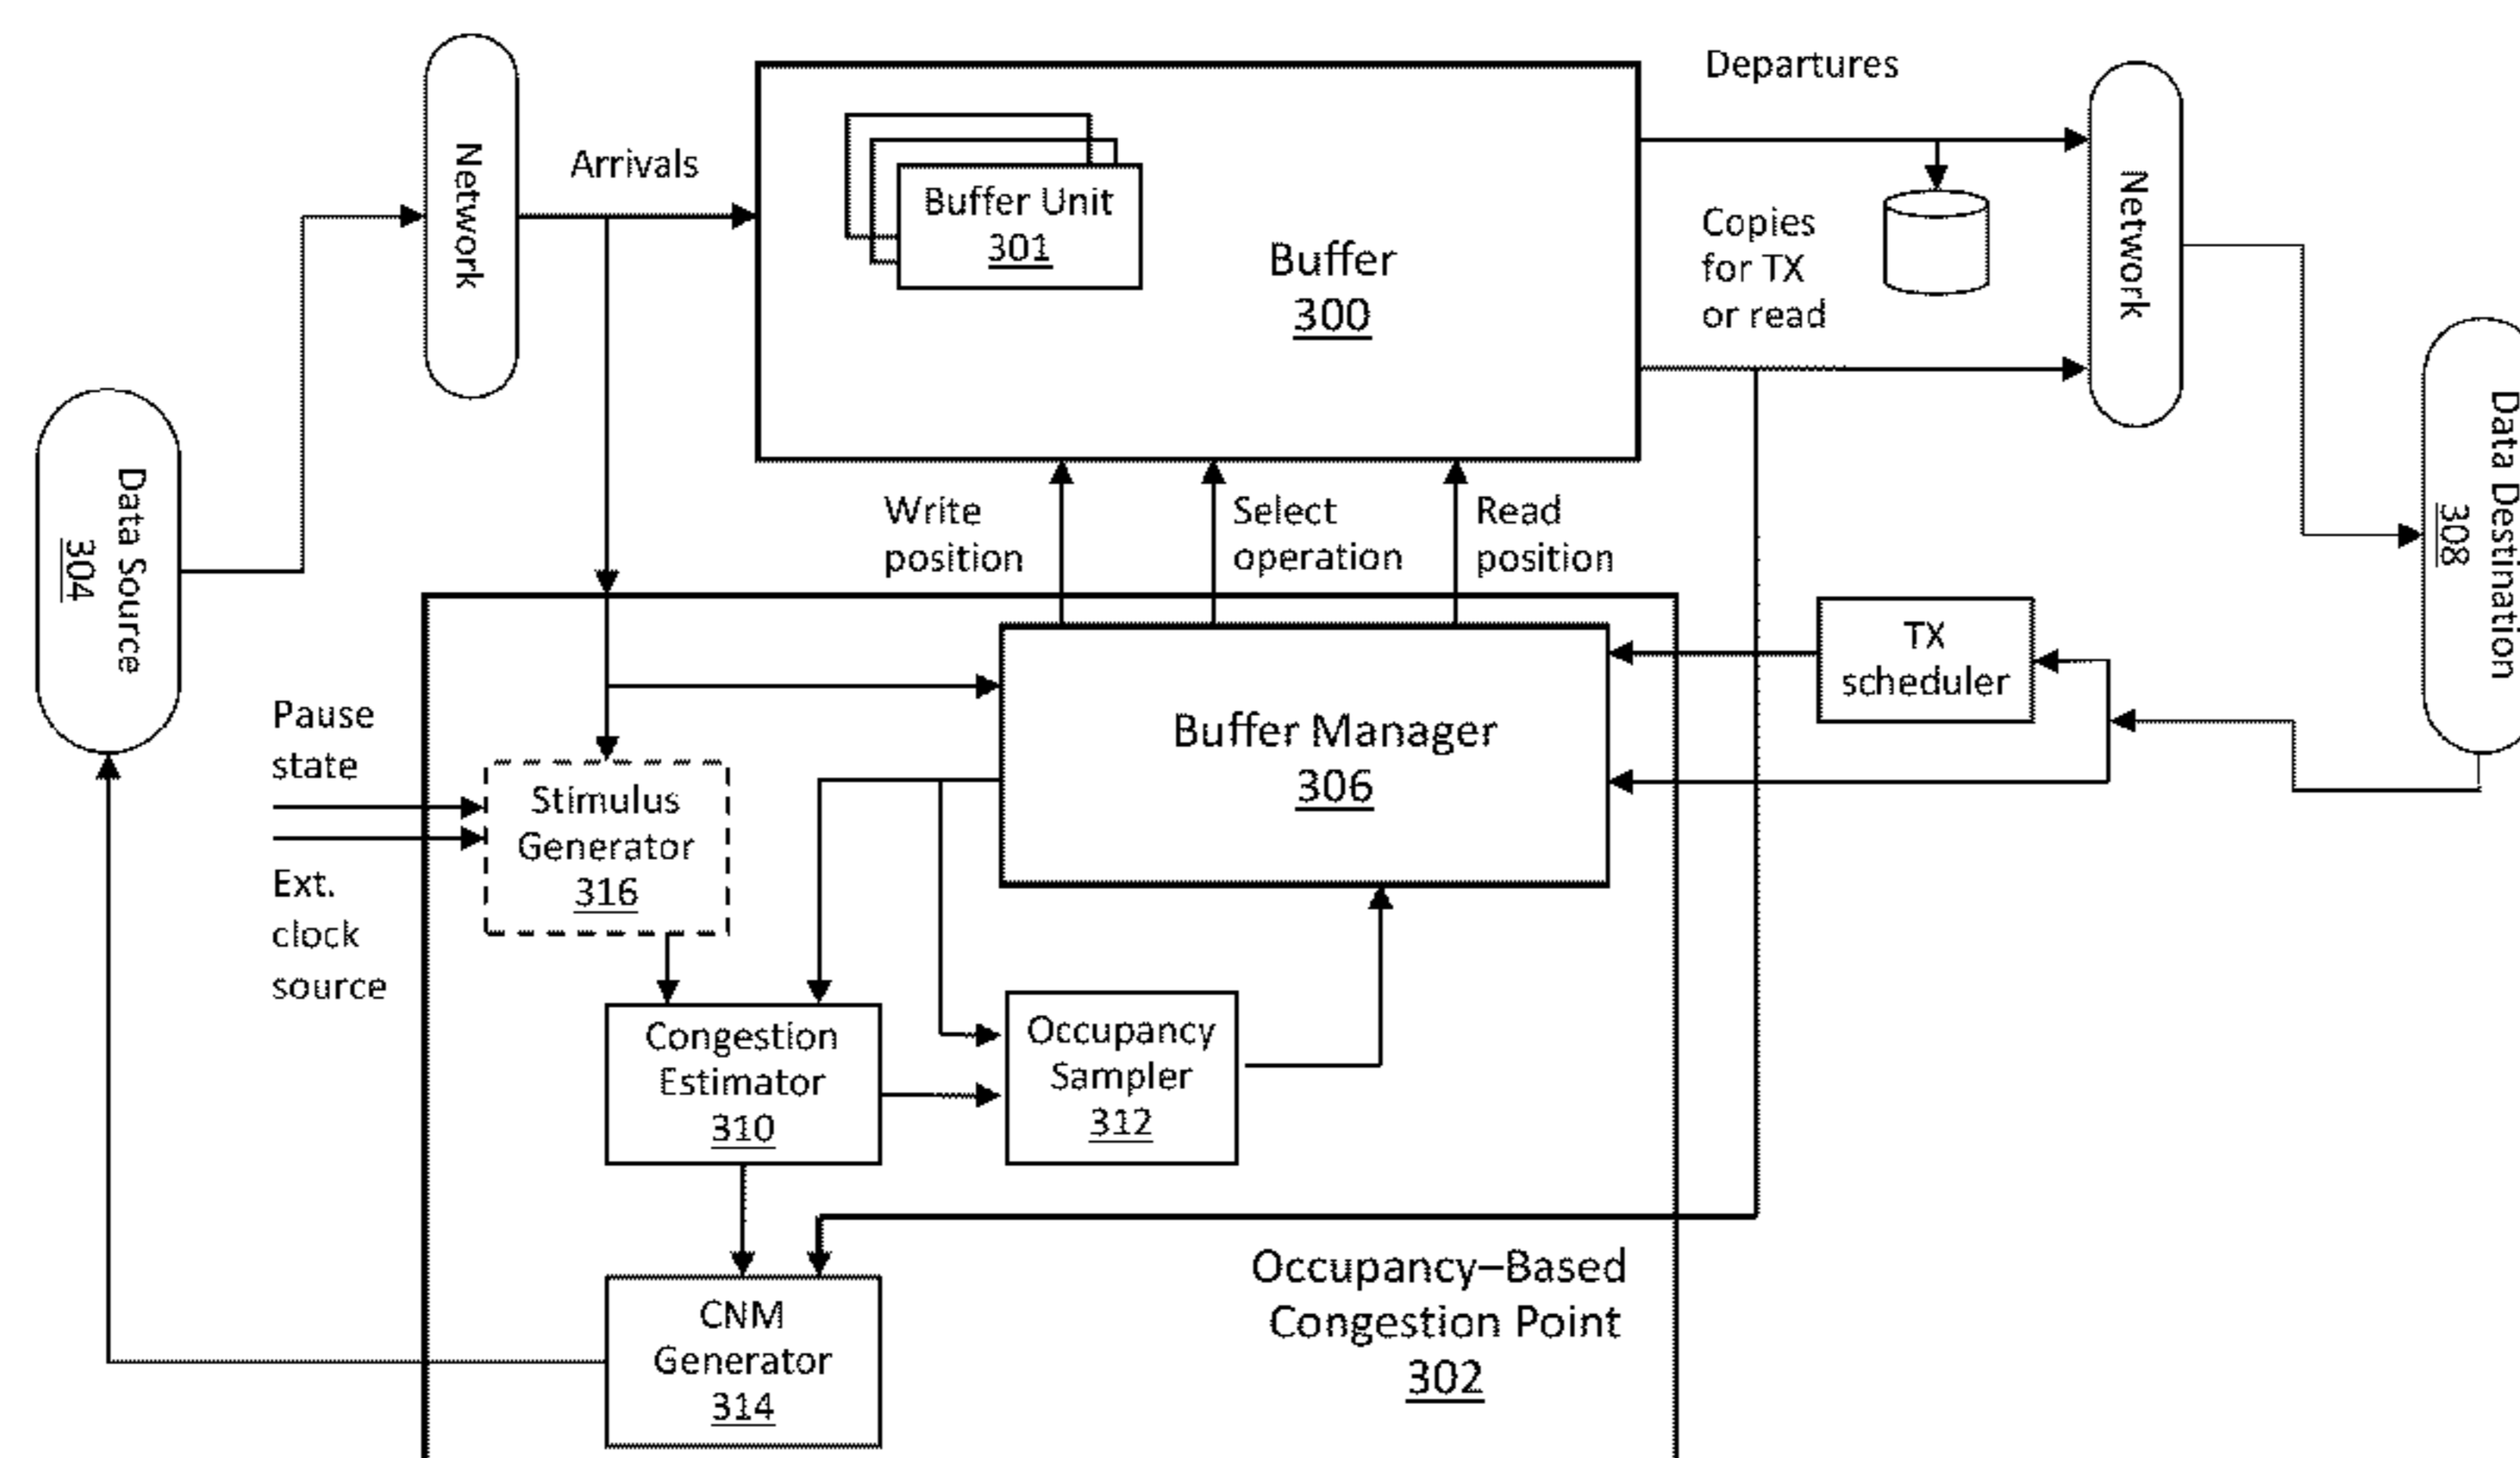 Network
Arrivals
Buffer Unit
301
Buffer
300
Departures
Copies
for TX
or read
Network
Data Source
304
Data Destination
308
Write
position
Select
operation
Read
position
TX
scheduler
Buffer Manager
306
Pause
state
Ext.
clock
source
Stimulus
Generator
316
Congestion
Estimator
310
Occupancy
Sampler
312
CNM
Generator
314
Occupancy–Based
Congestion Point
302